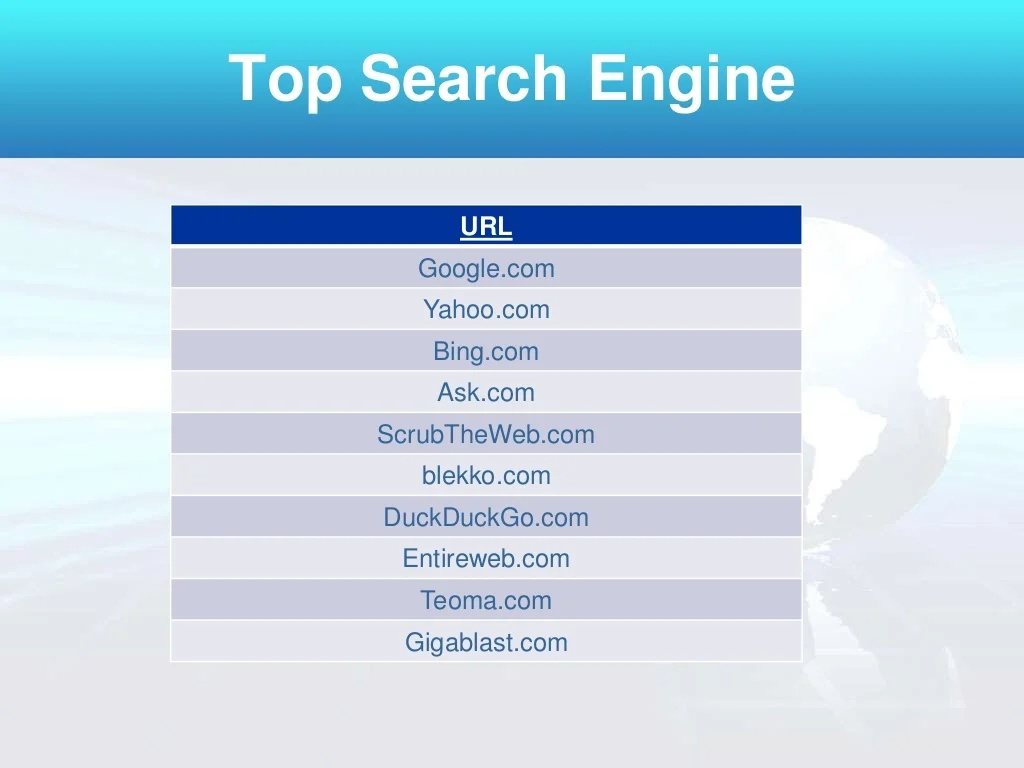 Top Search Engine
URL
Google.com
Yahoo.com
Bing.com
Ask.com
ScrubTheWeb.com
blekko.com
DuckDuckGo.com
Entireweb.com
Teoma.com
Gigablast.com